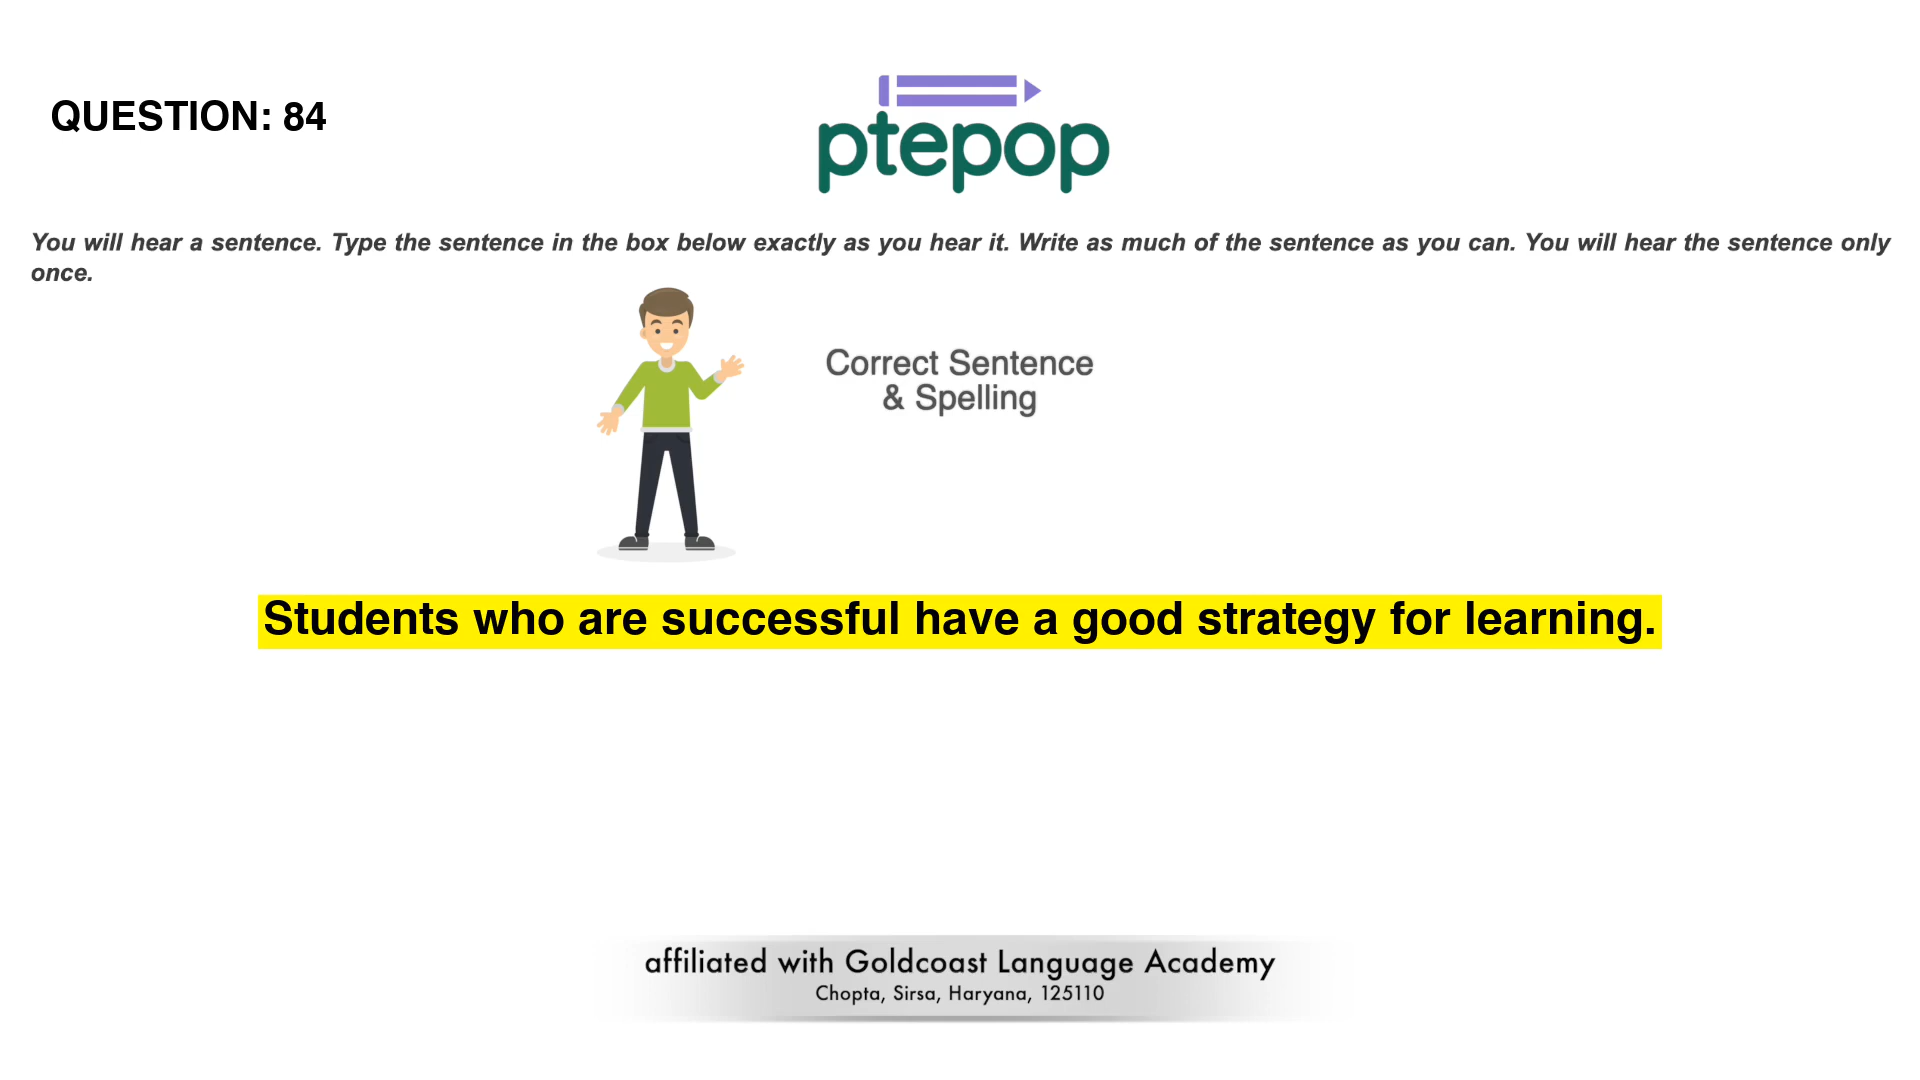 QUESTION: 84
ptepop
You will hear a sentence. Type the sentence in the box below exactly as you hear it. Write as much of the sentence as you can. You will hear the sentence only
once.
Correct Sentence
& Spelling
Students who are successful have a good strategy for learning.
affiliated with Goldcoast Language Academy
Chopta, Sirsa, Haryana, 125110